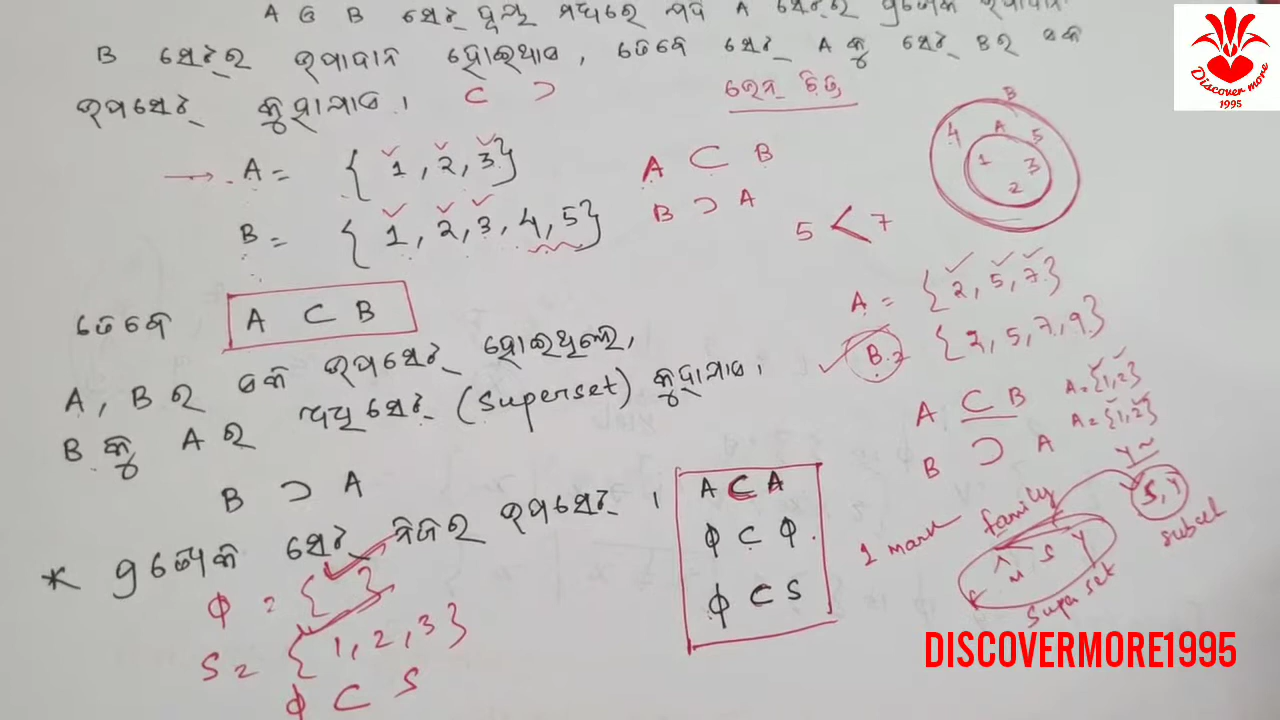 A ଓ B ସେଟ୍ ଦ୍ୱୟ ମଧ୍ୟରେ ଯଦି A ସେଟ୍‌ର ପ୍ରତ୍ୟେକ ଉପାଦାନ
B ସେଟ୍‌ର ଉପାଦାନ ହୋଇଥାଏ, ତେବେ ସେଟ୍ A କୁ ସେଟ୍ B ର ଏକ
ଉପସେଟ୍ କୁହାଯାଏ । ⊂ ⊃
ଭେନ୍ ଚିତ୍ର
→ A = {1, 2, 3}
B = {1, 2, 3, 4, 5}
A ⊂ B
B ⊃ A
5 < 7
B
4 A 5
1 3
2
ତେବେ A ⊂ B
A, B ର ଏକ ଉପସେଟ୍ ହୋଇଥିଲେ,
B କୁ A ର ଅଧିସେଟ୍ (Superset) କୁହାଯାଏ ।
B ⊃ A
A = {2, 5, 7}
B = {2, 5, 7, 9}
A ⊂ B
B ⊃ A
A = {1, 2}
A = {1, 2}
* ପ୍ରତ୍ୟେକ ସେଟ୍ ନିଜର ଉପସେଟ୍ ।
ϕ = { }
S = {1, 2, 3}
ϕ ⊂ S
A ⊂ A
ϕ ⊂ ϕ.
ϕ ⊂ S
1 mark
family
S, Y
subset
S Y
Supa set
Discover more
1995
DISCOVERMORE1995